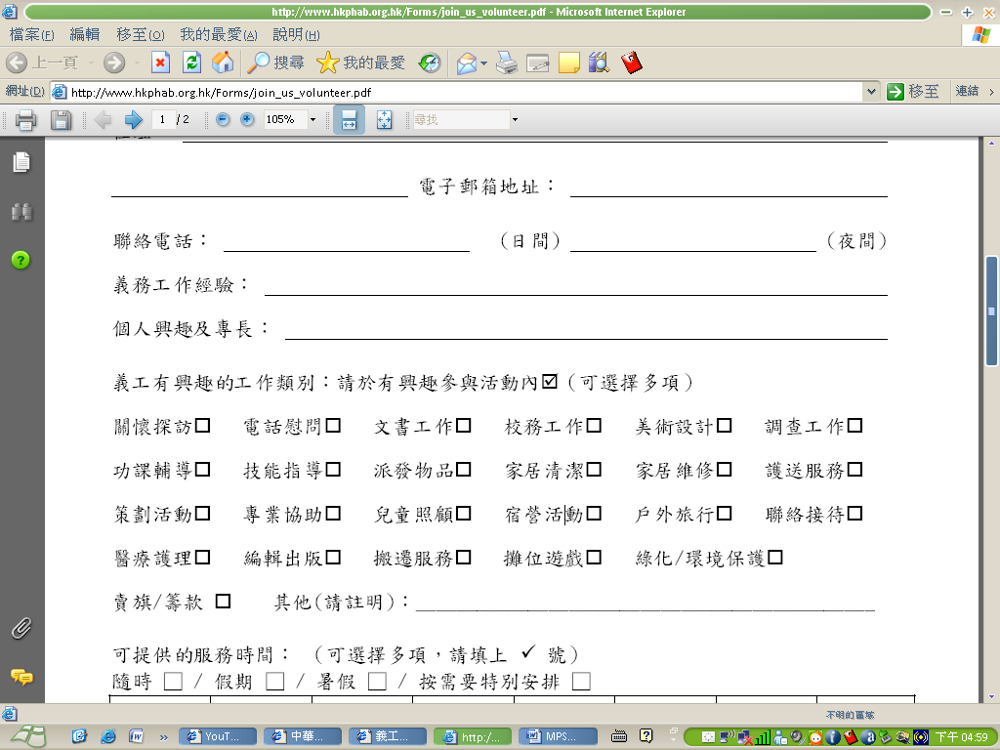 http://www.hkphab.org.hk/Forms/join_us_volunteer.pdf - Microsoft Internet Explorer
檔案(F) 編輯 移至(O) 我的最愛(A) 說明(H)
上一頁 搜尋 我的最愛
網址(D) http://www.hkphab.org.hk/Forms/join_us_volunteer.pdf 移至 連結
1 / 2 105% 尋找
電子郵箱地址：
聯絡電話： （日間） （夜間）
義務工作經驗：
個人興趣及專長：
義工有興趣的工作類別：請於有興趣參與活動內☑（可選擇多項）
關懷探訪□ 電話慰問□ 文書工作□ 校務工作□ 美術設計□ 調查工作□
功課輔導□ 技能指導□ 派發物品□ 家居清潔□ 家居維修□ 護送服務□
策劃活動□ 專業協助□ 兒童照顧□ 宿營活動□ 戶外旅行□ 聯絡接待□
醫療護理□ 編輯出版□ 搬遷服務□ 攤位遊戲□ 綠化/環境保護□
賣旗/籌款 □ 其他(請註明)：
可提供的服務時間： （可選擇多項，請填上 ✓ 號）
隨時 □ / 假期 □ / 暑假 □ / 按需要特別安排 □
不明的區域
YouT... 中華... 義工... http:/... MPS... 下午 04:59